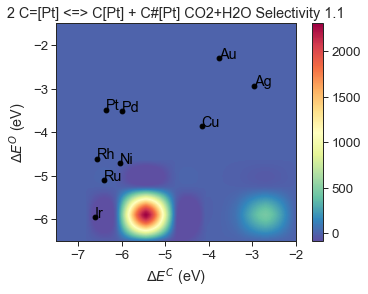 2 C=[Pt] <=> C[Pt] + C#[Pt] CO2+H2O Selectivity 1.1
−2
−3
−4
−5
−6
ΔE^O (eV)
Au
Ag
Pt
Pd
Cu
Rh
Ni
Ru
Ir
−7
−6
−5
−4
−3
−2
ΔE^C (eV)
2000
1500
1000
500
0